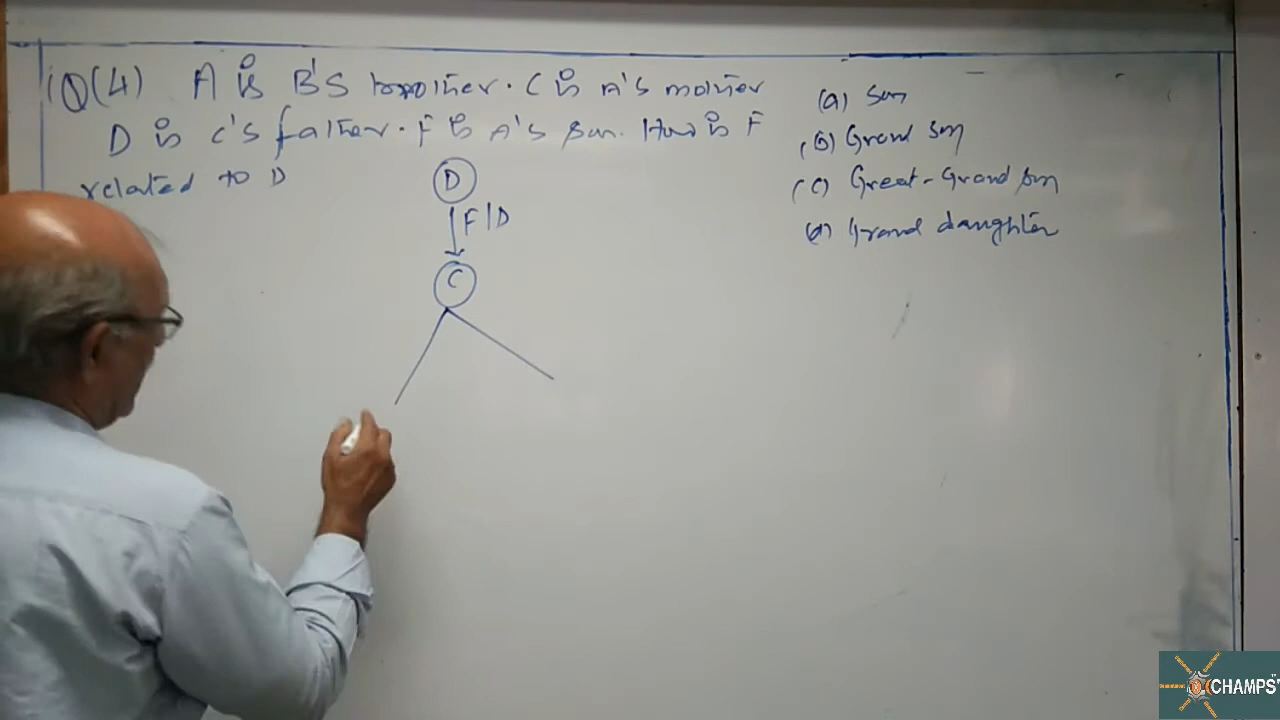 Q(4) A is B's brother. C is A's mother
D is C's father. F is A's son. How is F
related to D
(a) Son
(b) Grand son
(c) Great-Grand son
(d) Grand daughter
D
F/D
C
CHAMPS